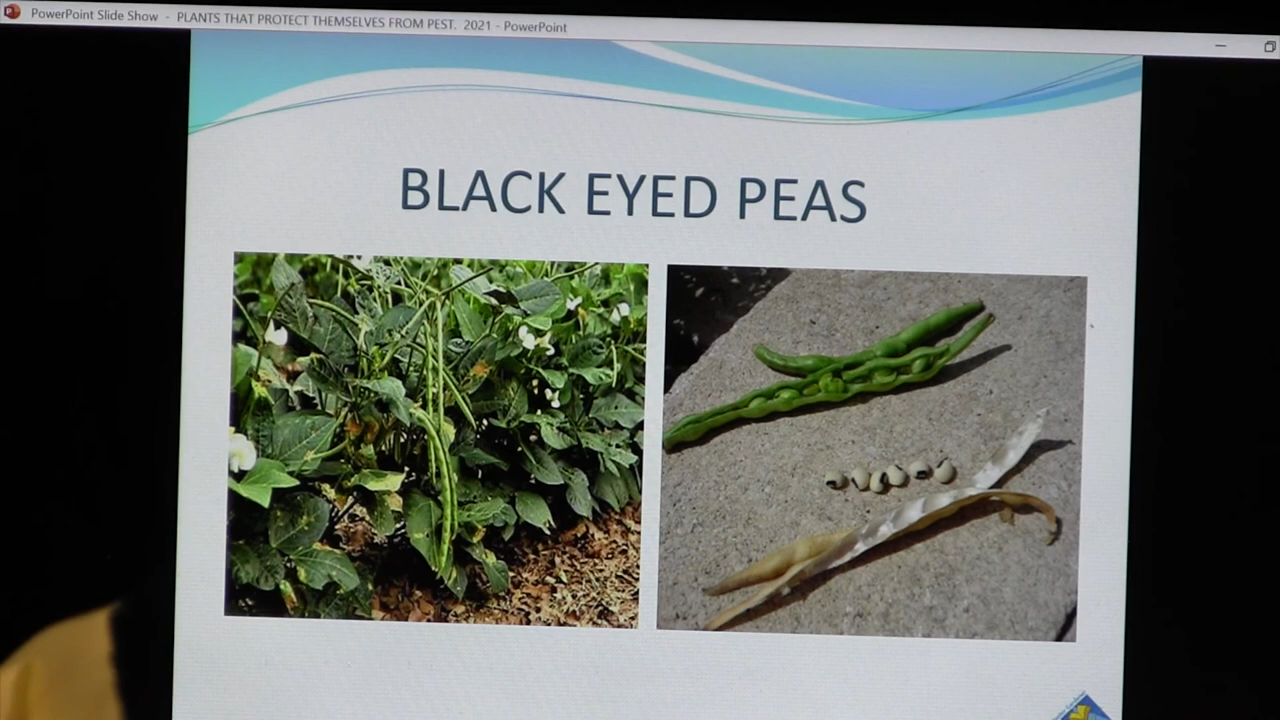 PowerPoint Slide Show - PLANTS THAT PROTECT THEMSELVES FROM PEST. 2021 - PowerPoint
BLACK EYED PEAS